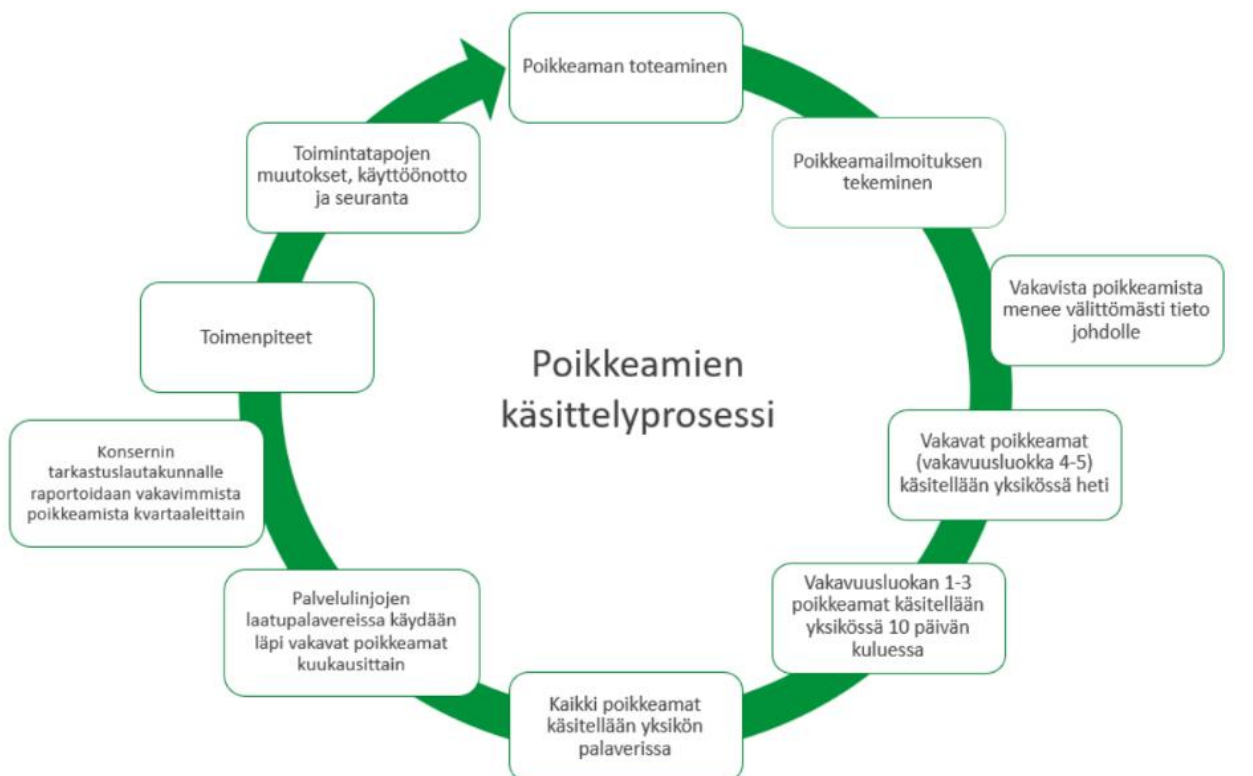 Poikkeaman toteaminen
Poikkeamailmoituksen
tekeminen
Vakavista poikkeamista
menee välittömästi tieto
johdolle
Vakavat poikkeamat
(vakavuusluokka 4-5)
käsitellään yksikössä heti
Vakavuusluokan 1-3
poikkeamat käsitellään
yksikössä 10 päivän
kuluessa
Kaikki poikkeamat
käsitellään yksikön
palaverissa
Palvelulinjojen
laatupalavereissa käydään
läpi vakavat poikkeamat
kuukausittain
Konsernin
tarkastuslautakunnalle
raportoidaan vakavimmista
poikkeamista kvartaaleittain
Toimenpiteet
Toimintatapojen
muutokset, käyttöönotto
ja seuranta
Poikkeamien
käsittelyprosessi